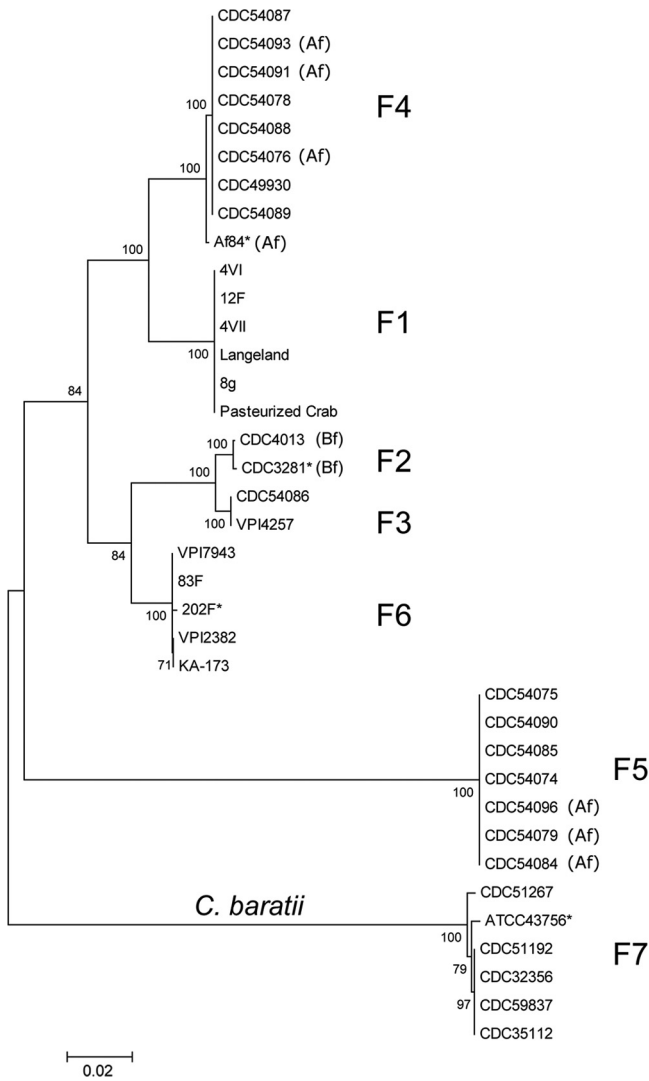 CDC54087
CDC54093 (Af)
CDC54091 (Af)
100
CDC54078
F4
CDC54088
100
CDC54076 (Af)
CDC49930
CDC54089
Af84* (Af)
100
4VI
12F
4VII
F1
100
Langeland
8g
84
Pasteurized Crab
100
CDC4013 (Bf)
100
CDC3281* (Bf)
F2
CDC54086
100
VPI4257
F3
84
VPI7943
83F
100
202F*
F6
VPI2382
71
KA-173
CDC54075
CDC54090
CDC54085
CDC54074
F5
100
CDC54096 (Af)
CDC54079 (Af)
CDC54084 (Af)
C. baratii
CDC51267
ATCC43756*
100
CDC51192
F7
79
CDC32356
97
CDC59837
CDC35112
0.02